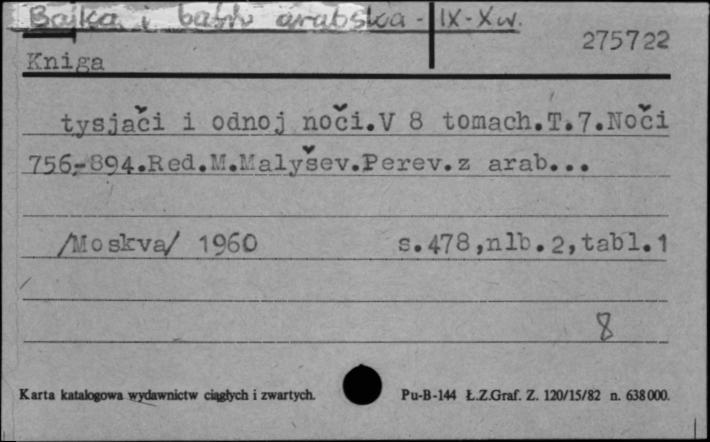 Bajka i baśń arabska - IX-X w.
275722
Kniga
tysjači i odnoj noči.V 8 tomach.T.7.Noči
756-894.Red.M.Malyšev.Perev.z arab...
/Moskva/ 1960 s.478,nlb.2,tabl.1
8
Karta katalogowa wydawnictw ciągłych i zwartych. Pu-B-144 Ł.Z.Graf. Z. 120/15/82 n. 638000.